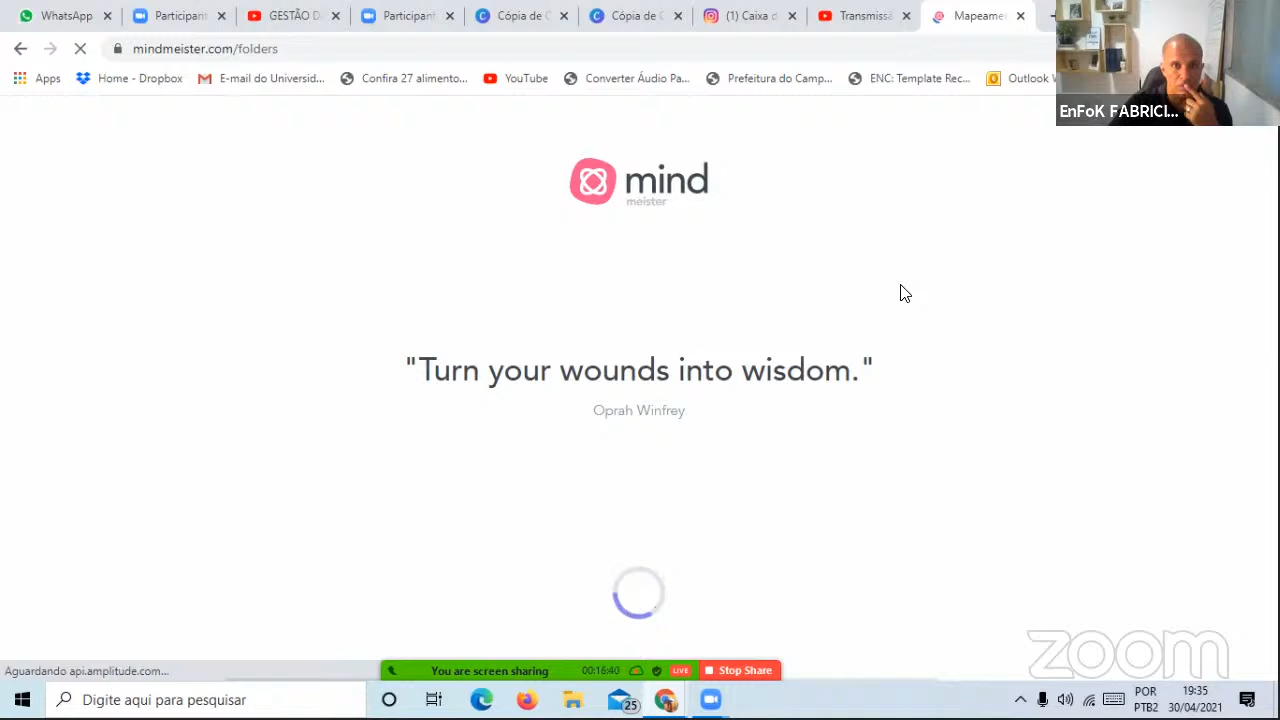 WhatsApp
Participant
GESTÃO D
Participant
Cópia de C
Cópia de C
(1) Caixa d
Transmissã
Mapeame
mindmeister.com/folders
Apps
Home - Dropbox
E-mail do Universid...
Confira 27 alimento...
YouTube
Converter Áudio Pa...
Prefeitura do Camp...
ENC: Template Rec...
Outlook
EnFoK FABRICI...
mind
meister
"Turn your wounds into wisdom."
Oprah Winfrey
zoom
Aguardando api.amplitude.com...
You are screen sharing
00:16:40
LIVE
Stop Share
Digite aqui para pesquisar
25
POR
PTB2
19:35
30/04/2021